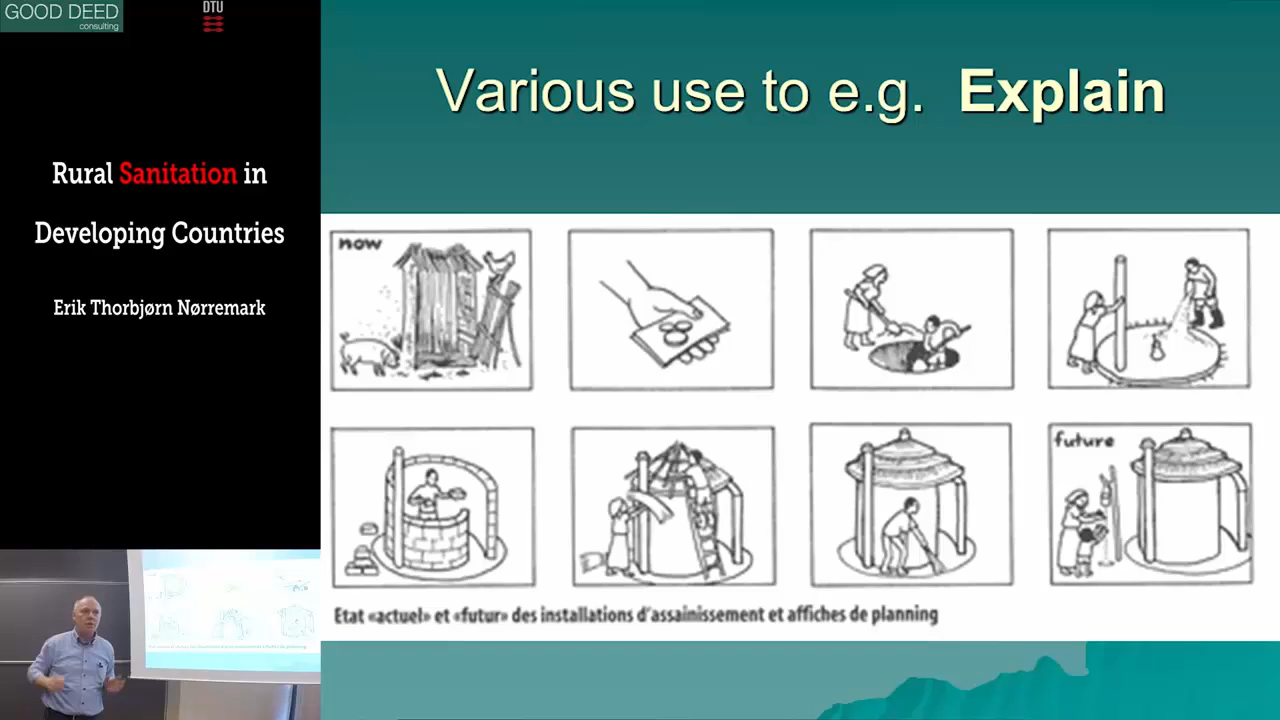 GOOD DEED
consulting
DTU
Rural Sanitation in
Developing Countries
Erik Thorbjørn Nørremark
Various use to e.g. Explain
now
future
Etat «actuel» et «futur» des installations d'assainissement et affiches de planning